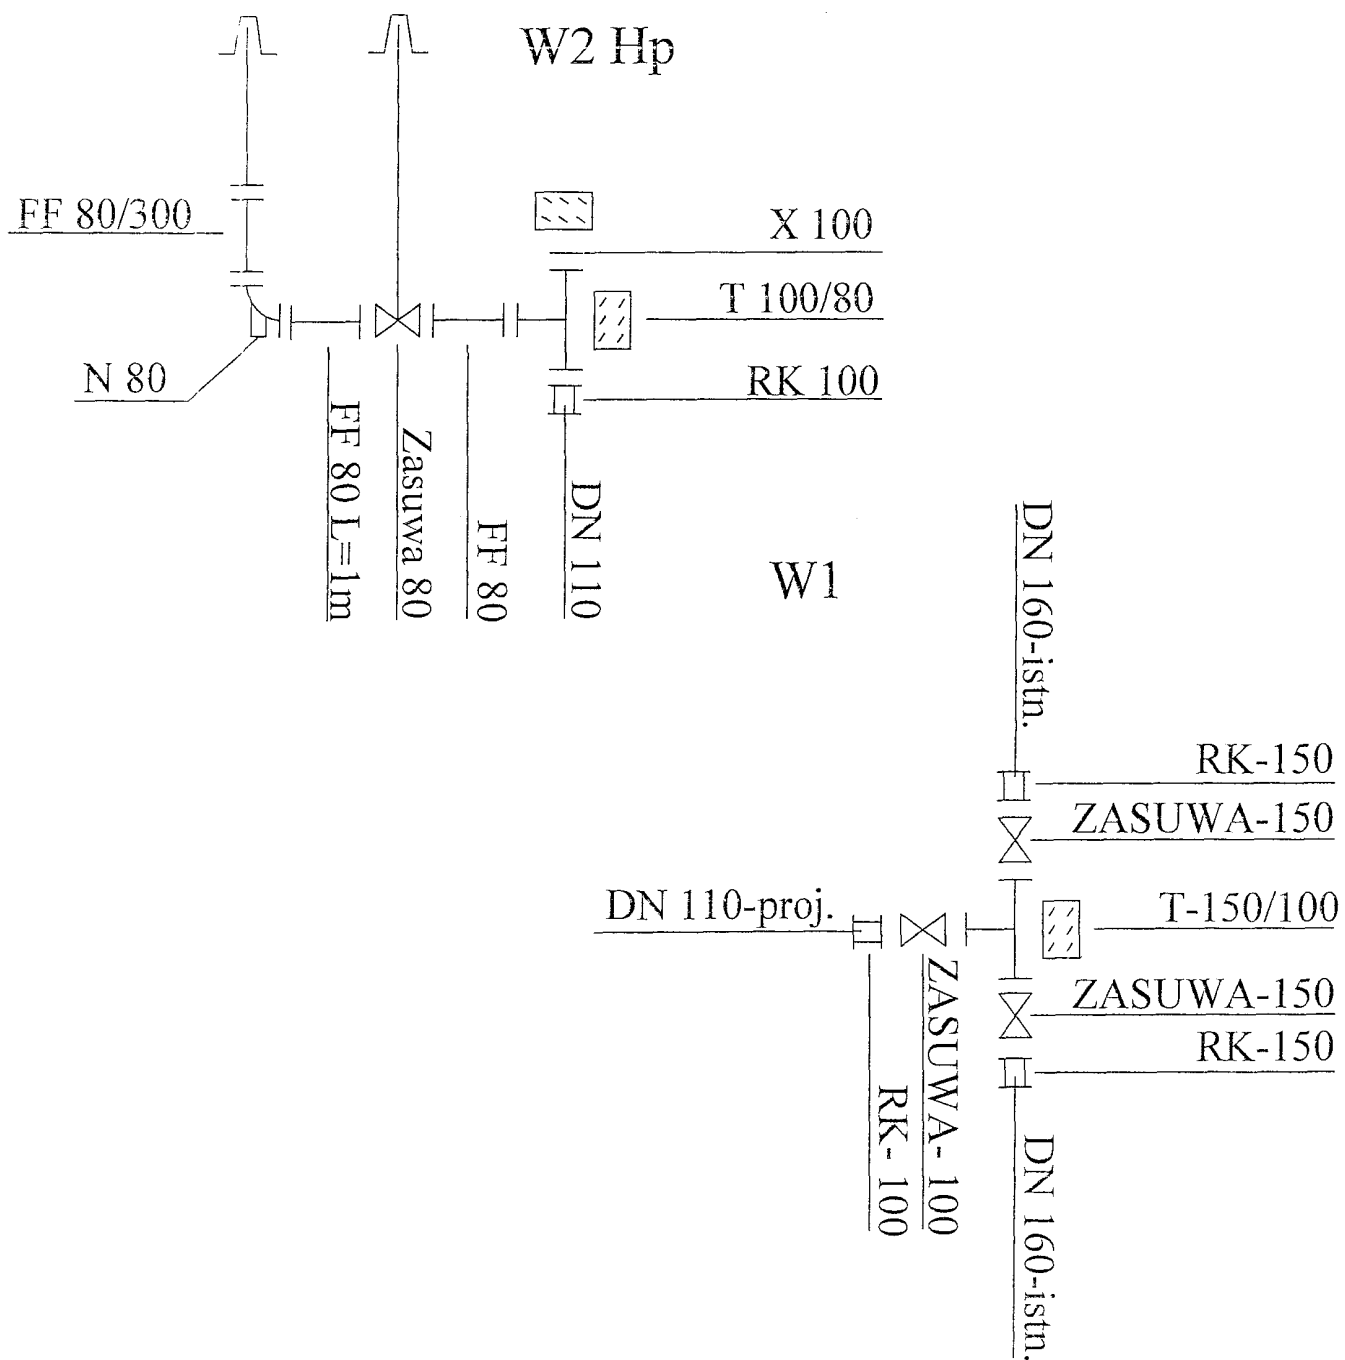 W2 Hp
FF 80/300
X 100
T 100/80
N 80
RK 100
FF 80 L=1m
Zasuwa 80
FF 80
DN 110
W1
DN 160-istn.
RK-150
ZASUWA-150
DN 110-proj.
T-150/100
ZASUWA-150
RK-150
RK- 100
ZASUWA- 100
DN 160-istn.